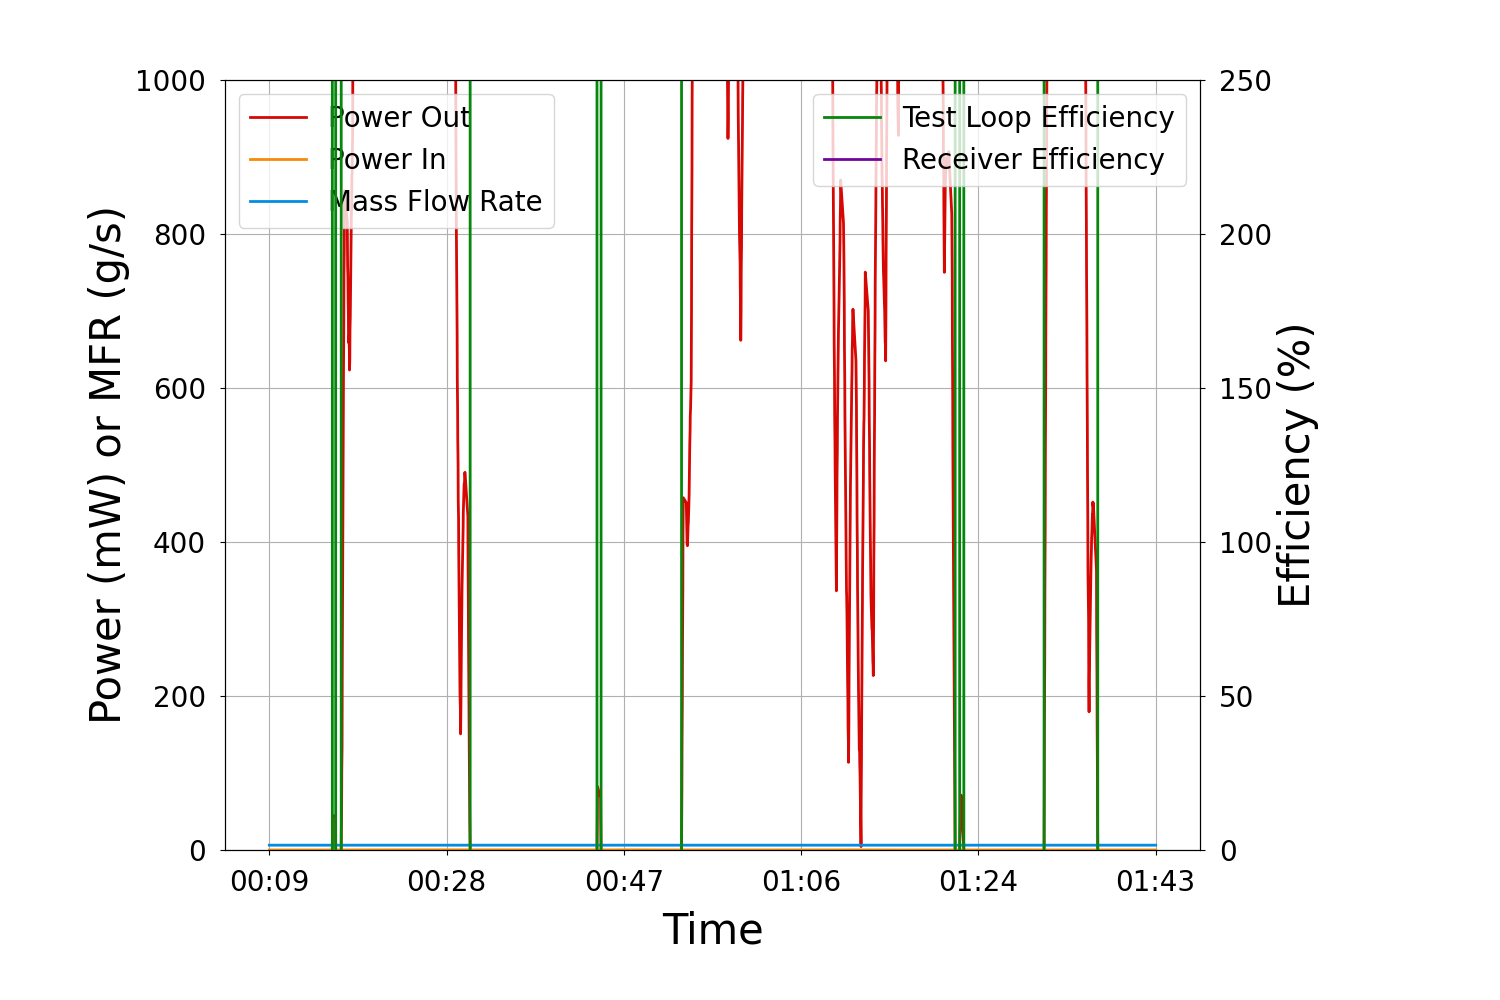 Power Out
Power In
Mass Flow Rate
Test Loop Efficiency
Receiver Efficiency
1000
800
600
400
200
0
250
200
150
100
50
0
Power (mW) or MFR (g/s)
Efficiency (%)
00:09 00:28 00:47 01:06 01:24 01:43
Time